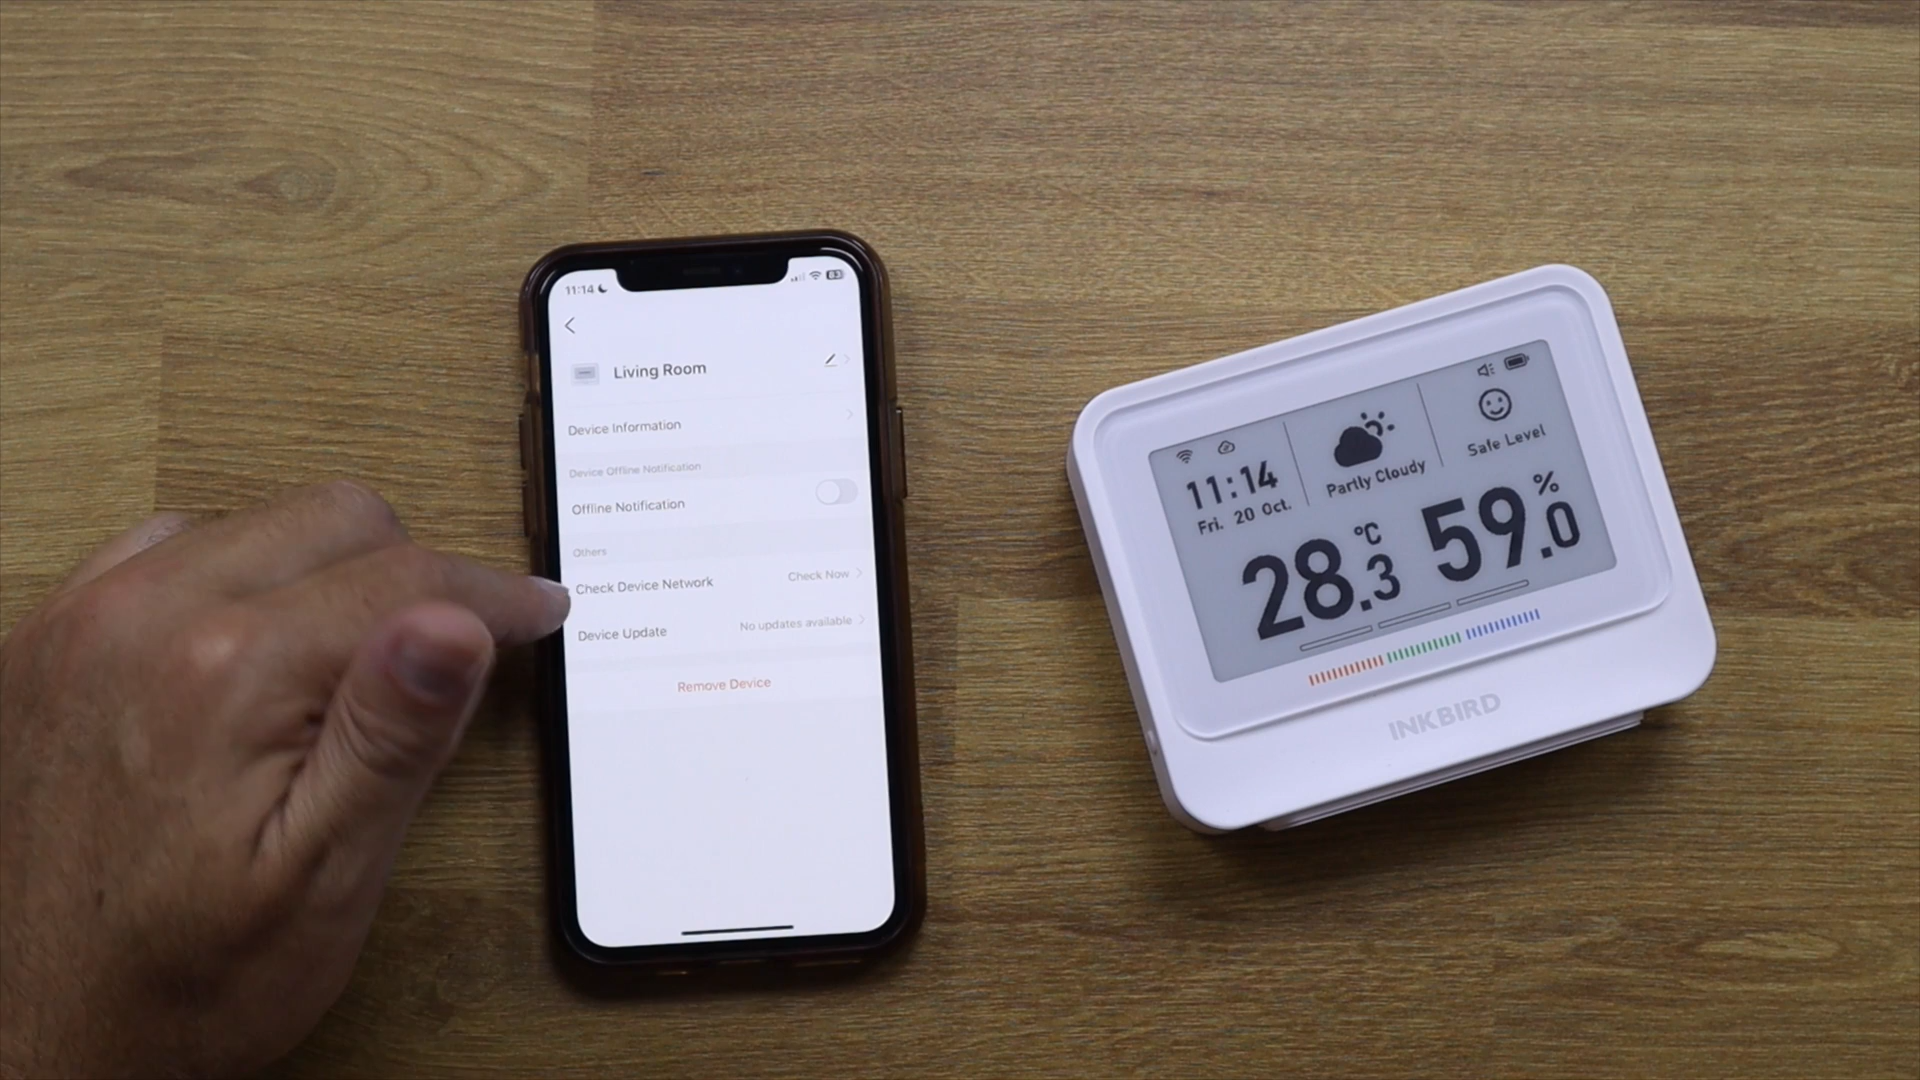 11:14
83
Living Room
Device Information
Device Offline Notification
Offline Notification
Others
Check Device Network Check Now
Device Update No updates available
Remove Device
11:14
Fri. 20 Oct.
Partly Cloudy
Safe Level
28.3 °C
59.0 %
INKBIRD